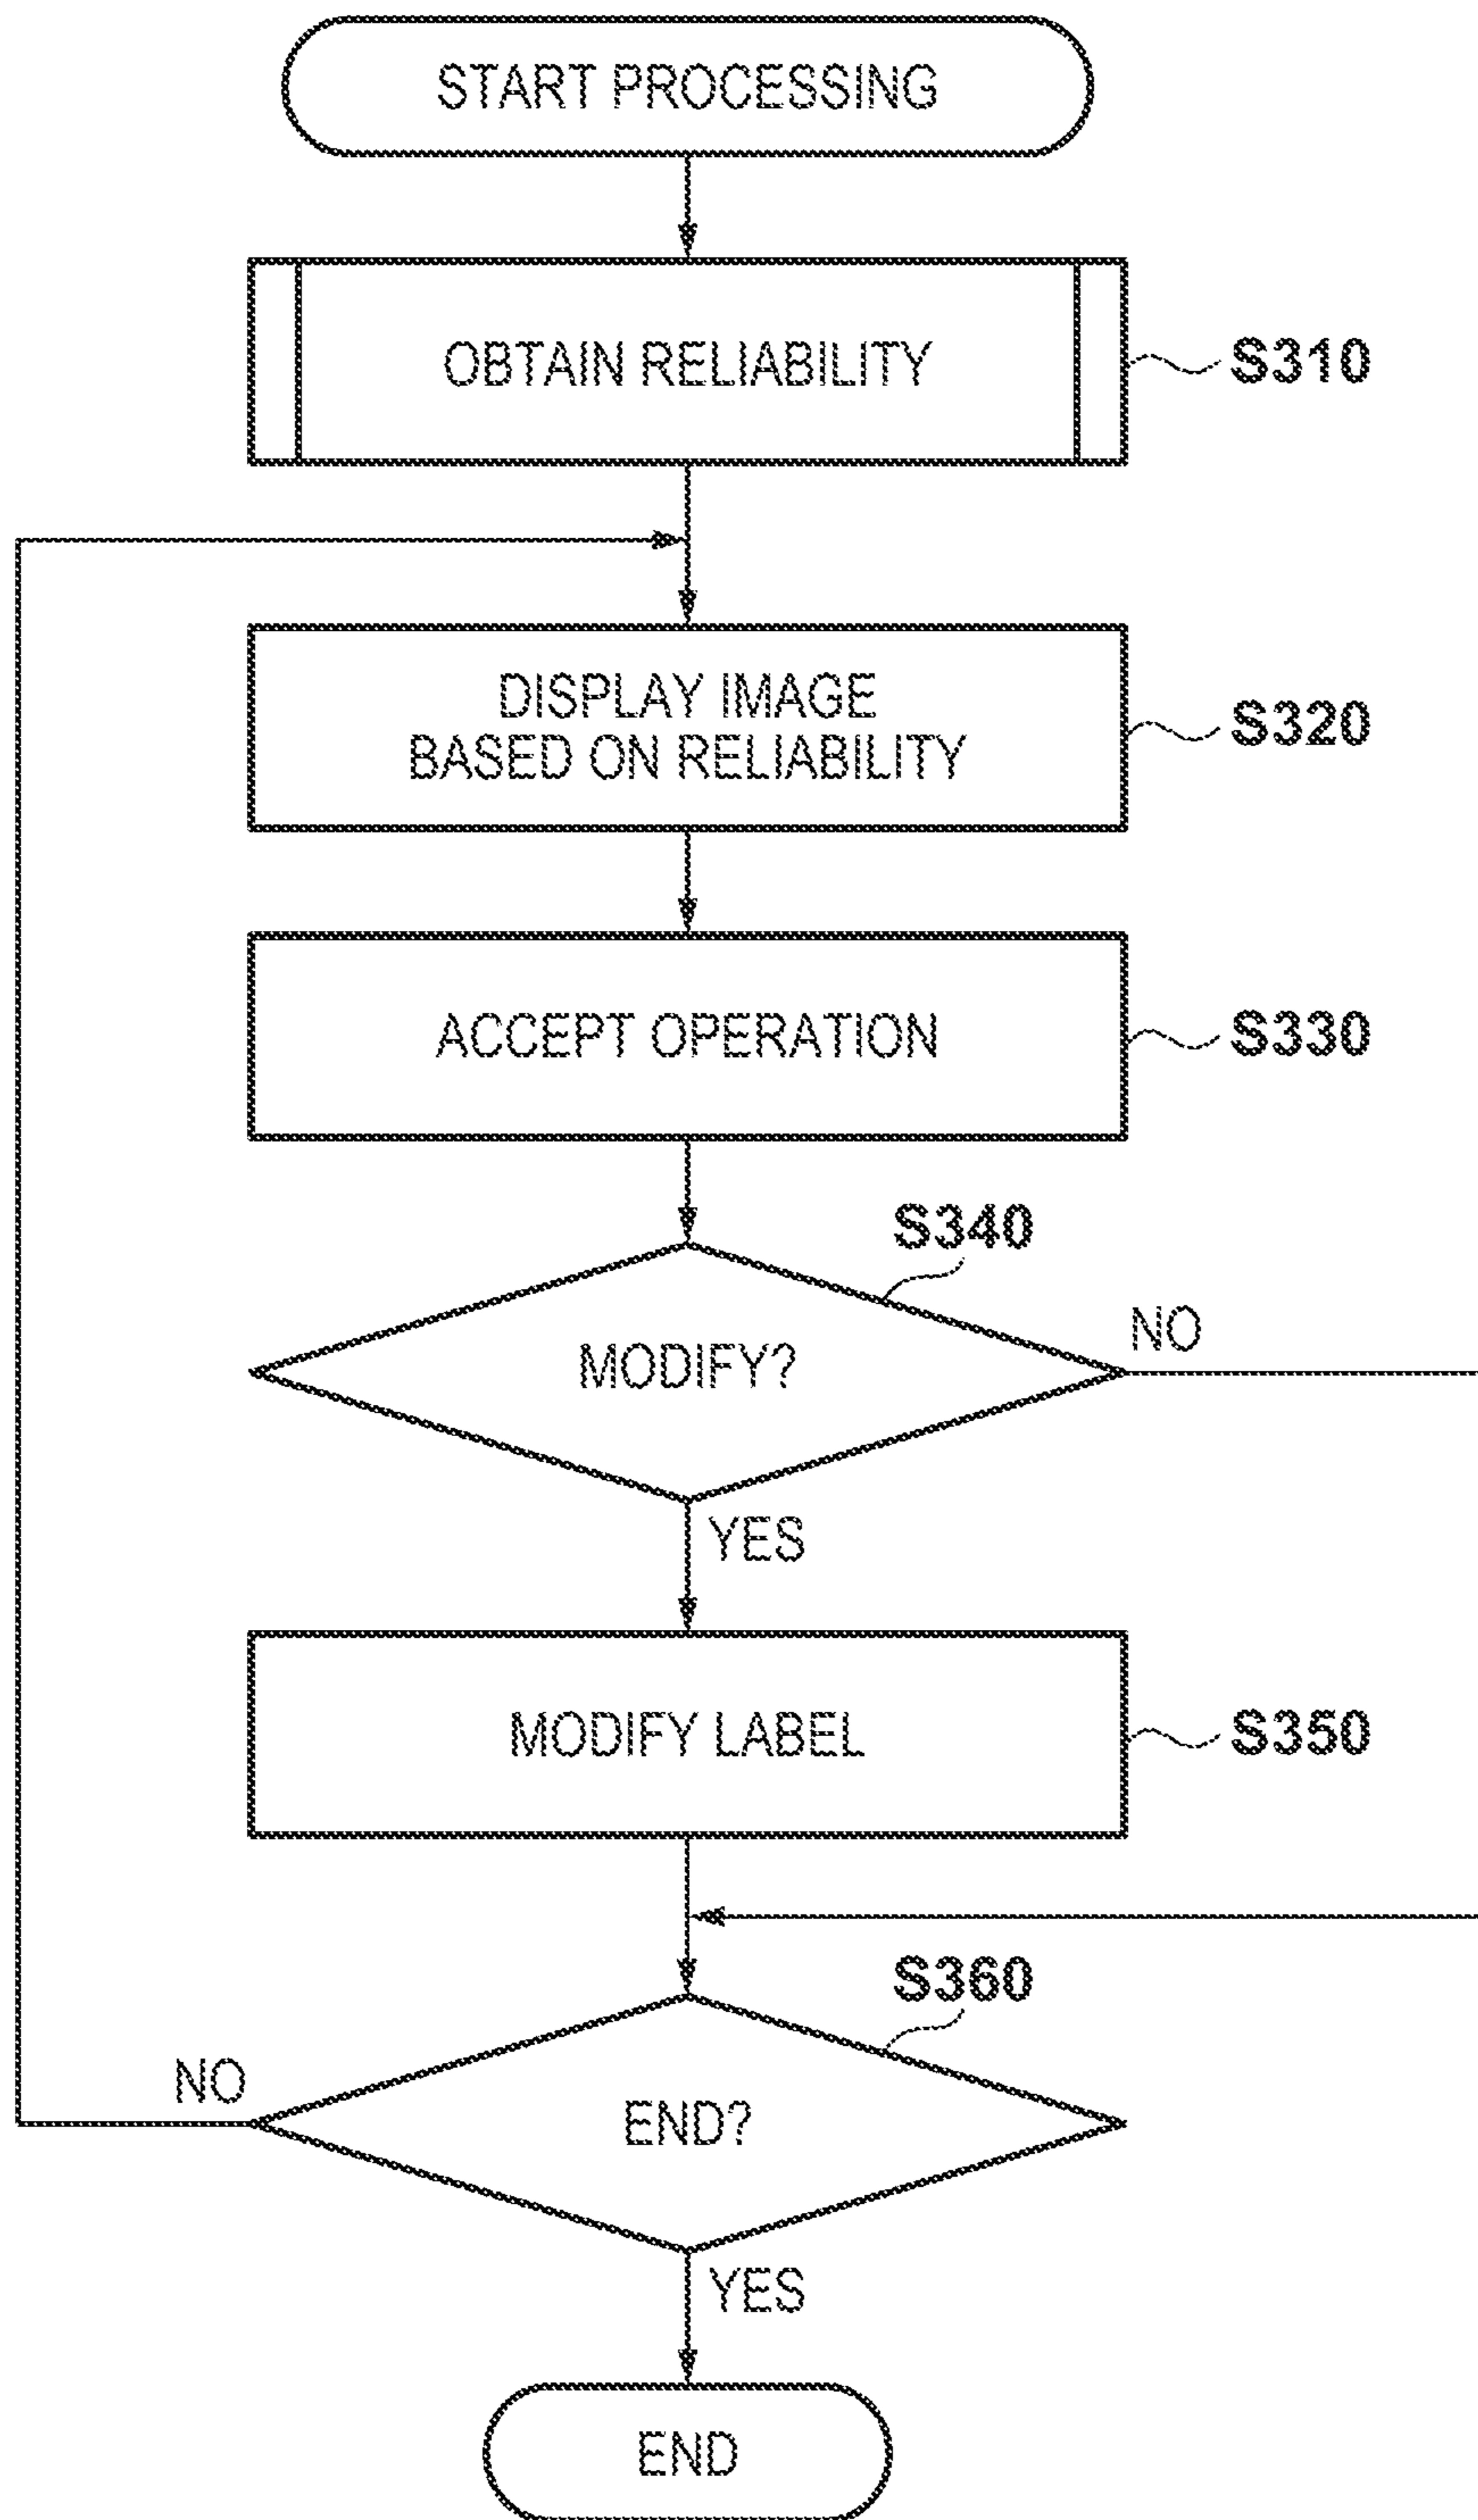 START PROCESSING
OBTAIN RELIABILITY
S310
DISPLAY IMAGE
BASED ON RELIABILITY
S320
ACCEPT OPERATION
S330
S340
MODIFY?
NO
YES
MODIFY LABEL
S350
S360
NO
END?
YES
END